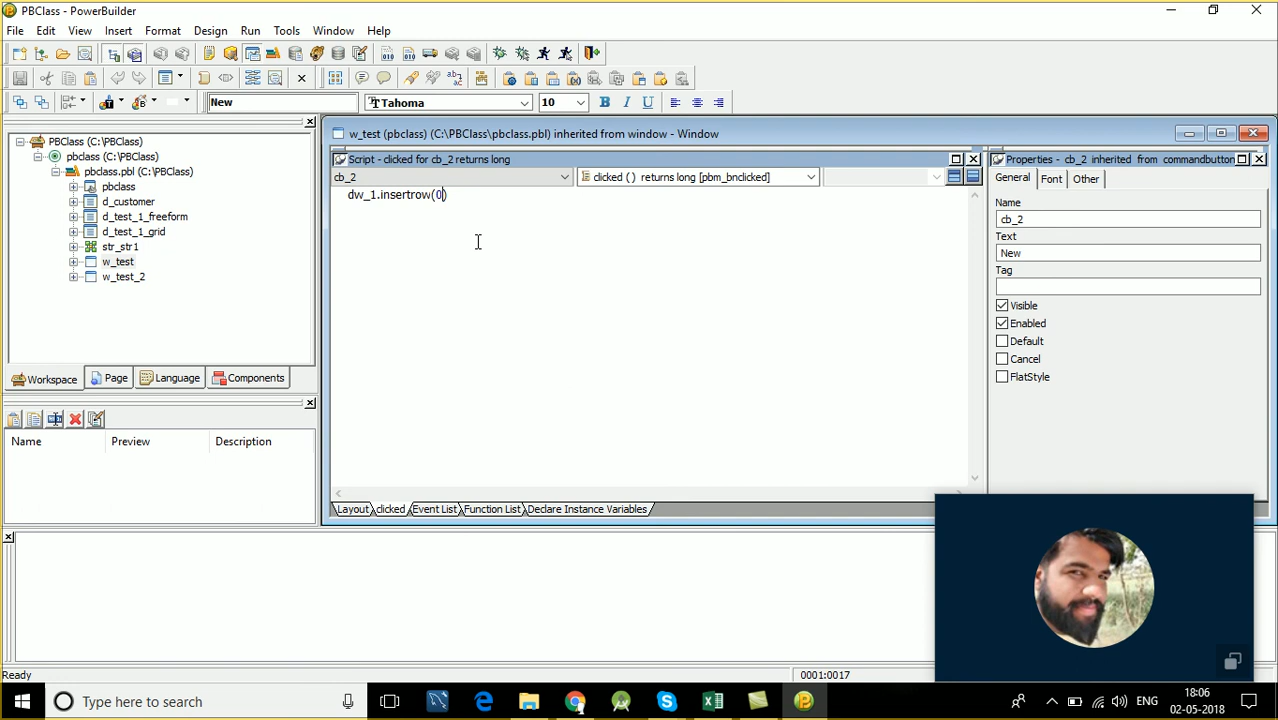 PBClass - PowerBuilder
File Edit View Insert Format Design Run Tools Window Help
New Tahoma 10 B I U
PBClass (C:\PBClass)
pbclass (C:\PBClass)
pbclass.pbl (C:\PBClass)
pbclass
d_customer
d_test_1_freeform
d_test_1_grid
str_str1
w_test
w_test_2
Workspace Page Language Components
Name Preview Description
w_test (pbclass) (C:\PBClass\pbclass.pbl) inherited from window - Window
Script - clicked for cb_2 returns long
cb_2 clicked ( ) returns long [pbm_bnclicked]
dw_1.insertrow(0)
Layout clicked Event List Function List Declare Instance Variables
Properties - cb_2 inherited from commandbutton
General Font Other
Name
cb_2
Text
New
Tag
Visible
Enabled
Default
Cancel
FlatStyle
Ready 0001:0017
Type here to search
ENG
18:06
02-05-2018